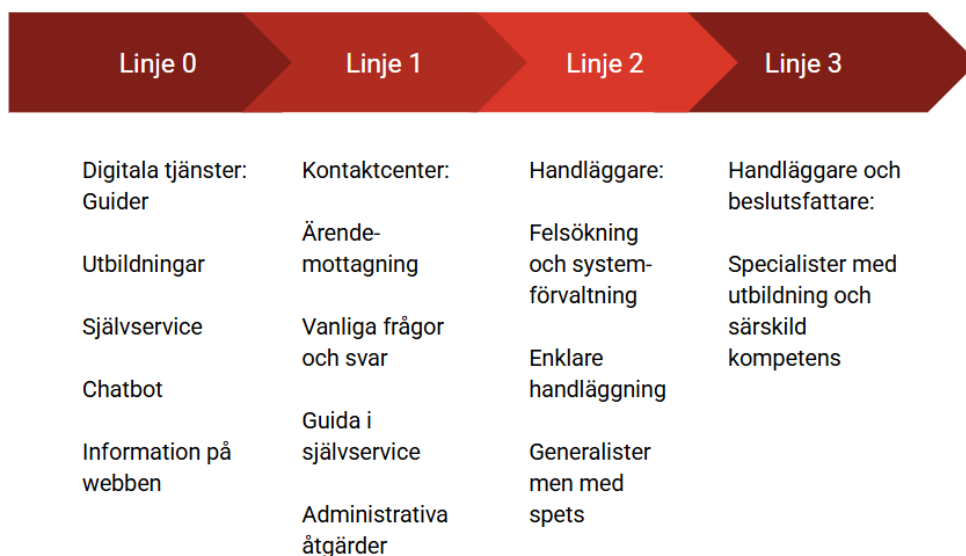 Linje 0
Linje 1
Linje 2
Linje 3
Digitala tjänster:
Guider
Utbildningar
Självservice
Chatbot
Information på
webben
Kontaktcenter:
Ärende-
mottagning
Vanliga frågor
och svar
Guida i
självservice
Administrativa
åtgärder
Handläggare:
Felsökning
och system-
förvaltning
Enklare
handläggning
Generalister
men med
spets
Handläggare och
beslutsfattare:
Specialister med
utbildning och
särskild
kompetens